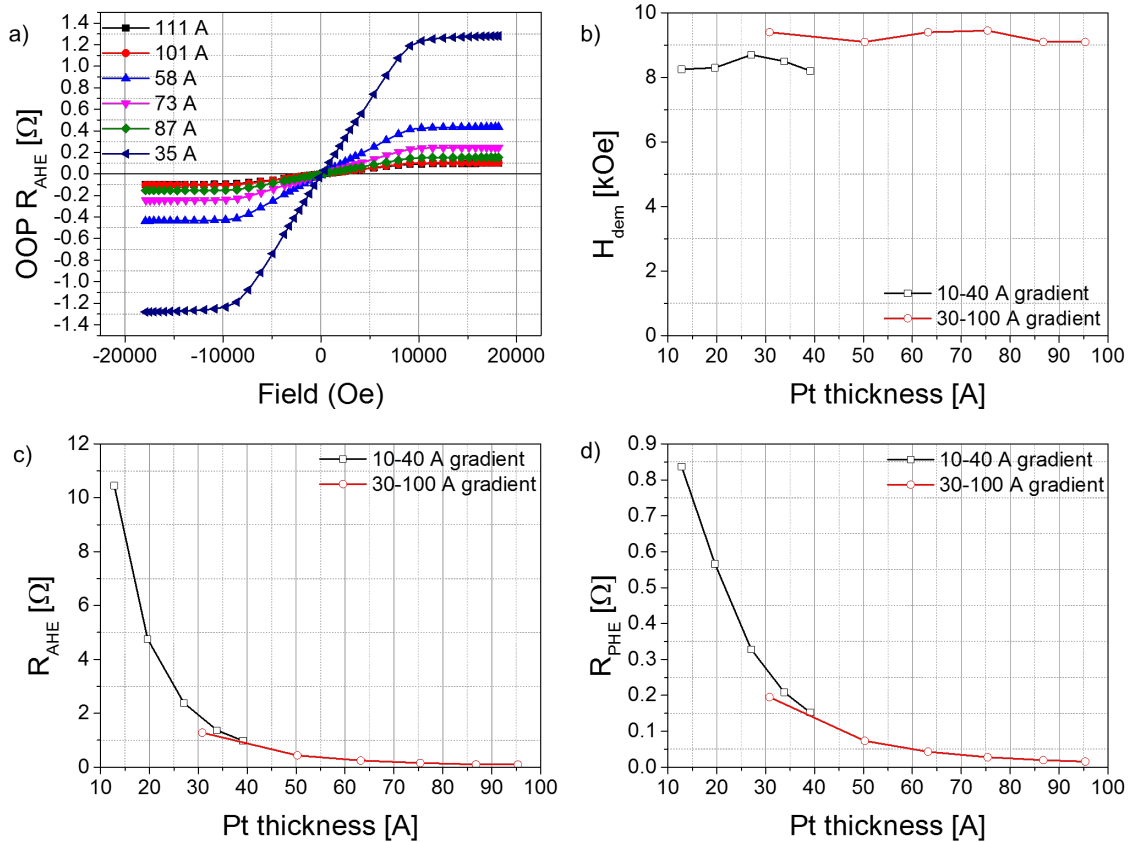 a)
1.4
1.2
1.0
0.8
0.6
0.4
0.2
0.0
-0.2
-0.4
-0.6
-0.8
-1.0
-1.2
-1.4
OOP R_AHE [Ω]
111 A
101 A
58 A
73 A
87 A
35 A
-20000 -10000 0 10000 20000
Field (Oe)
b)
10
8
6
4
2
0
H_dem [kOe]
10-40 A gradient
30-100 A gradient
10 20 30 40 50 60 70 80 90 100
Pt thickness [A]
c)
12
10
8
6
4
2
0
R_AHE [Ω]
10-40 A gradient
30-100 A gradient
10 20 30 40 50 60 70 80 90 100
Pt thickness [A]
d)
0.9
0.8
0.7
0.6
0.5
0.4
0.3
0.2
0.1
0.0
R_PHE [Ω]
10-40 A gradient
30-100 A gradient
10 20 30 40 50 60 70 80 90 100
Pt thickness [A]